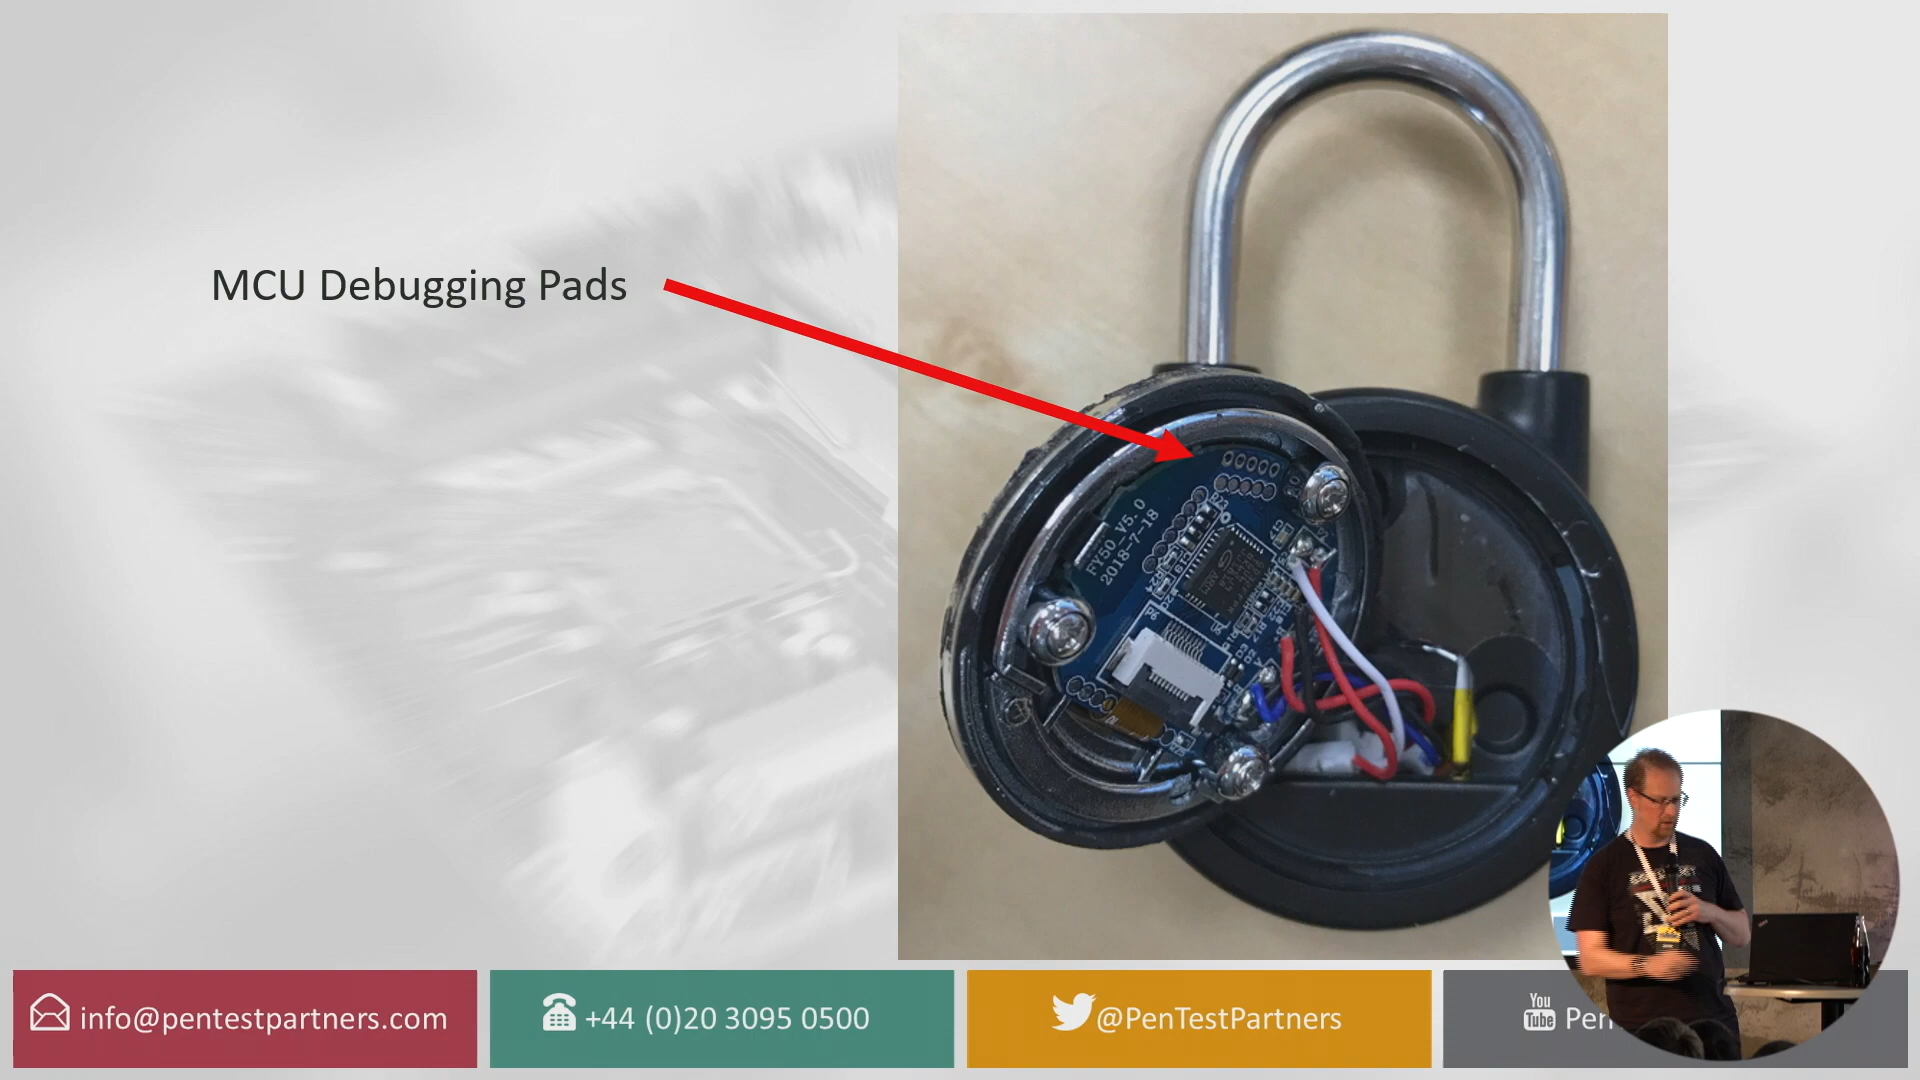 MCU Debugging Pads
FY50_V5.0
2018-7-18
info@pentestpartners.com
+44 (0)20 3095 0500
@PenTestPartners
You
Tube